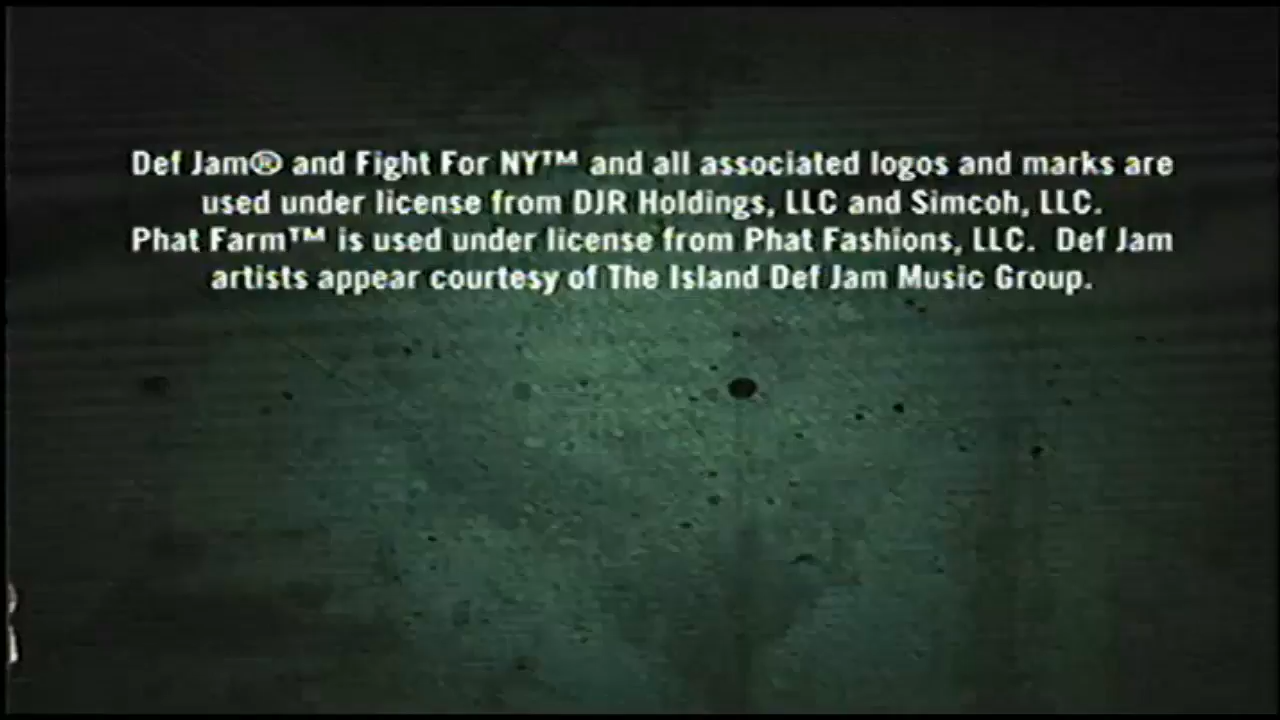 Def Jam® and Fight For NY™ and all associated logos and marks are
used under license from DJR Holdings, LLC and Simcoh, LLC.
Phat Farm™ is used under license from Phat Fashions, LLC. Def Jam
artists appear courtesy of The Island Def Jam Music Group.